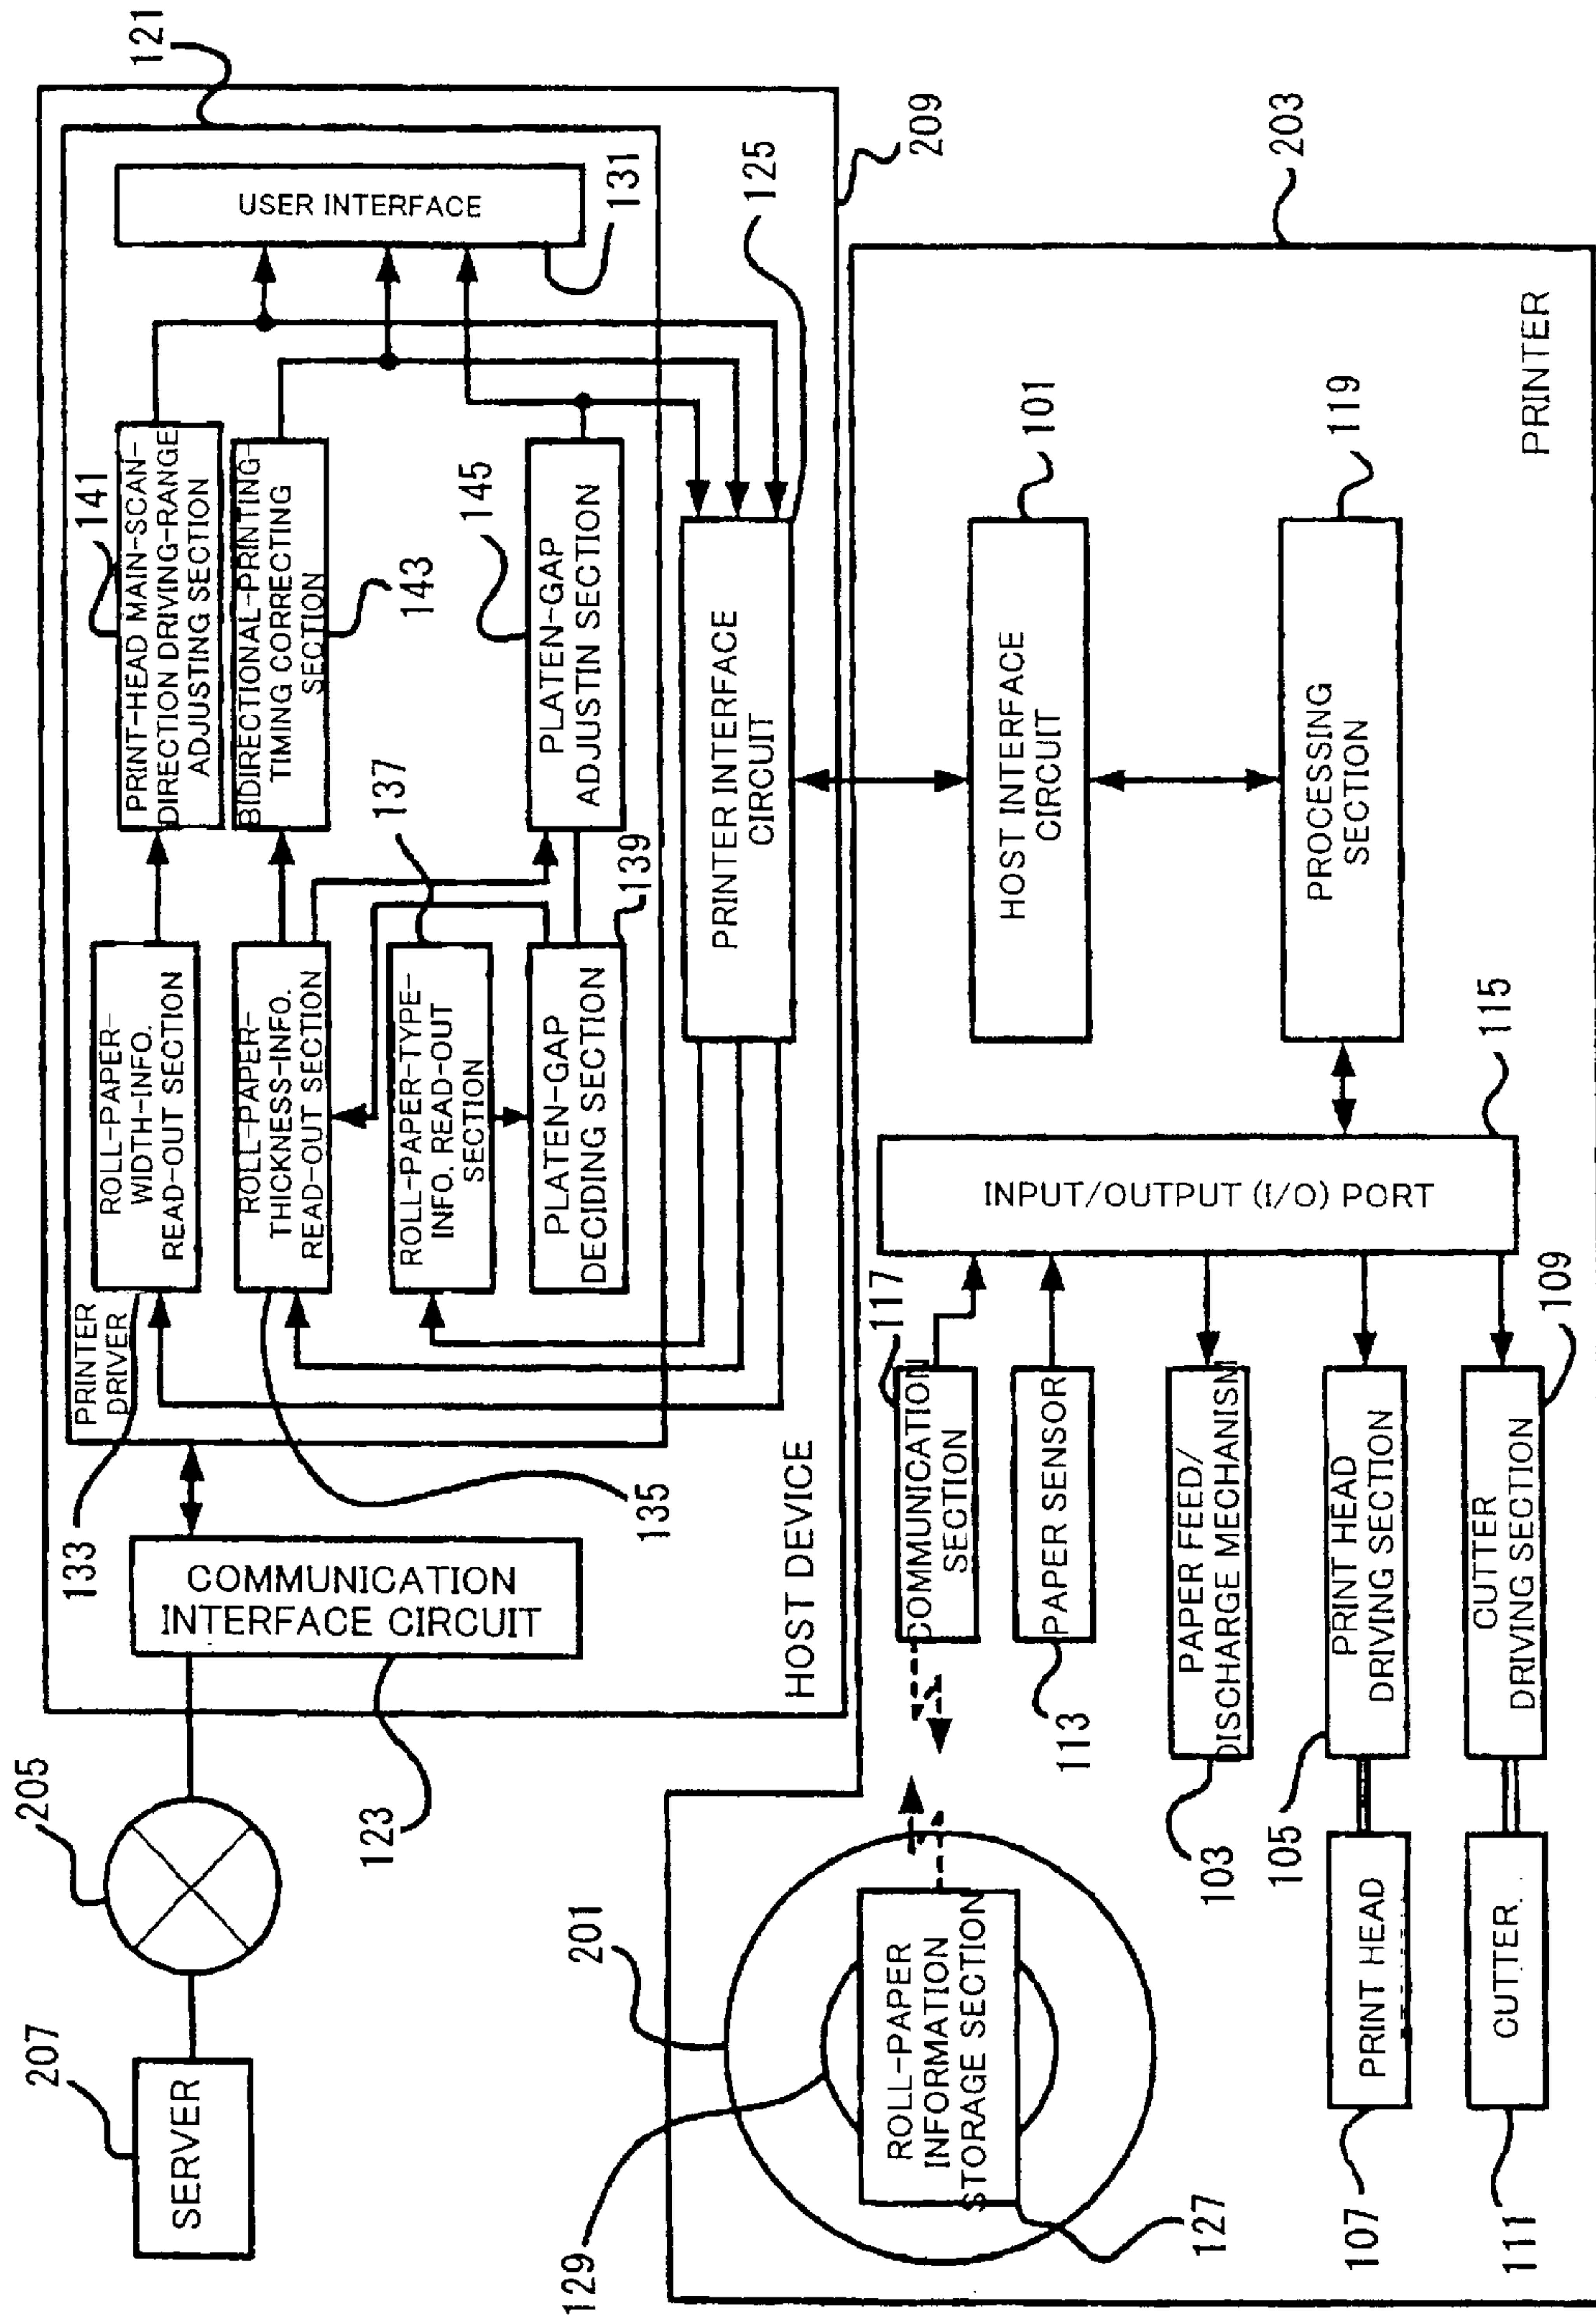 207
SERVER
205
COMMUNICATION
INTERFACE CIRCUIT
123
HOST DEVICE
121
PRINTER
DRIVER
133
ROLL-PAPER-
WIDTH-INFO.
READ-OUT SECTION
135
ROLL-PAPER-
THICKNESS-INFO.
READ-OUT SECTION
137
ROLL-PAPER-TYPE-
INFO. READ-OUT
SECTION
139
PLATEN-GAP
DECIDING SECTION
141
PRINT-HEAD MAIN-SCAN-
DIRECTION DRIVING-RANGE
ADJUSTING SECTION
143
BIDIRECTIONAL-PRINTING-
TIMING CORRECTING
SECTION
145
PLATEN-GAP
ADJUSTIN SECTION
USER INTERFACE
131
209
125
PRINTER INTERFACE
CIRCUIT
203
PRINTER
101
HOST INTERFACE
CIRCUIT
119
PROCESSING
SECTION
115
INPUT/OUTPUT (I/O) PORT
117
COMMUNICATION
SECTION
PAPER SENSOR
113
PAPER FEED/
DISCHARGE MECHANISM
103
PRINT HEAD
DRIVING SECTION
105
CUTTER
DRIVING SECTION
109
201
129
ROLL-PAPER
INFORMATION
STORAGE SECTION
127
PRINT HEAD
107
CUTTER
111